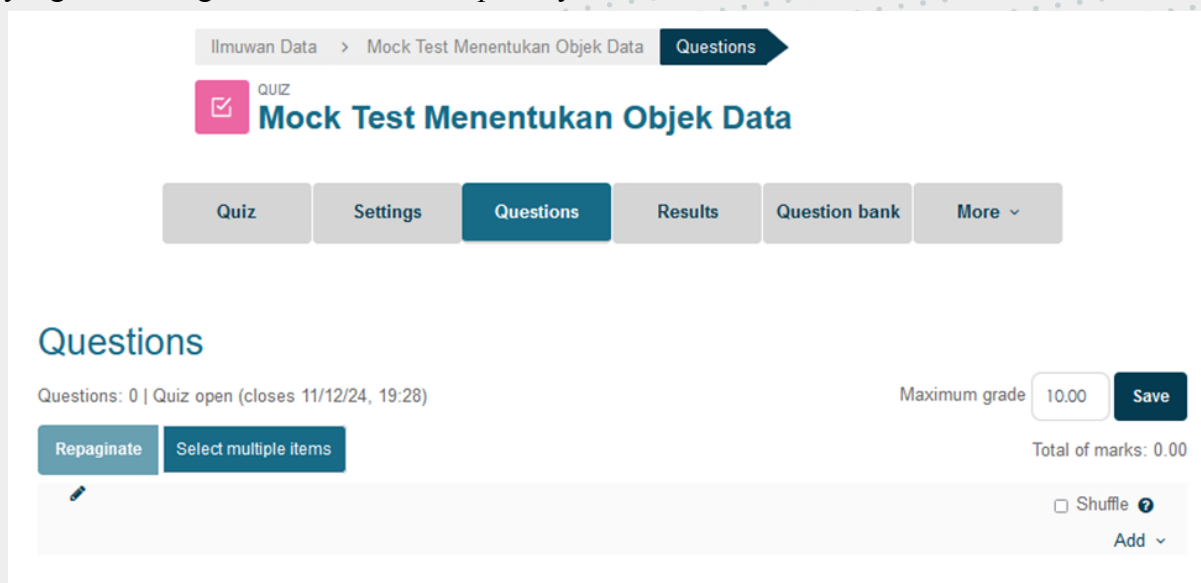 Ilmuwan Data > Mock Test Menentukan Objek Data Questions
QUIZ
Mock Test Menentukan Objek Data
Quiz Settings Questions Results Question bank More
Questions
Questions: 0 | Quiz open (closes 11/12/24, 19:28) Maximum grade 10.00 Save
Repaginate Select multiple items Total of marks: 0.00
Shuffle
Add